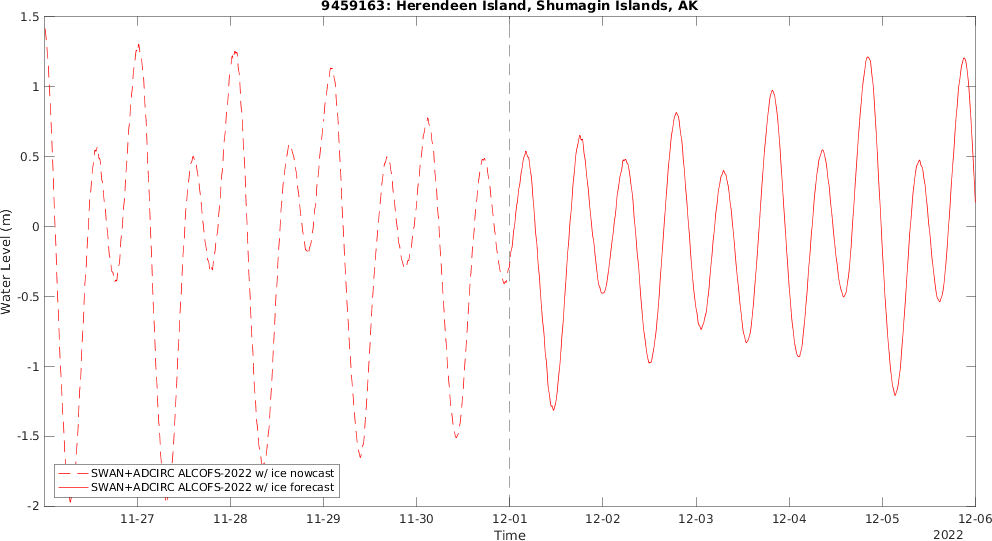 9459163: Herendeen Island, Shumagin Islands, AK
1.5
1
0.5
0
-0.5
-1
-1.5
-2
Water Level (m)
SWAN+ADCIRC ALCOFS-2022 w/ ice nowcast
SWAN+ADCIRC ALCOFS-2022 w/ ice forecast
11-27 11-28 11-29 11-30 12-01 12-02 12-03 12-04 12-05 12-06
Time
2022